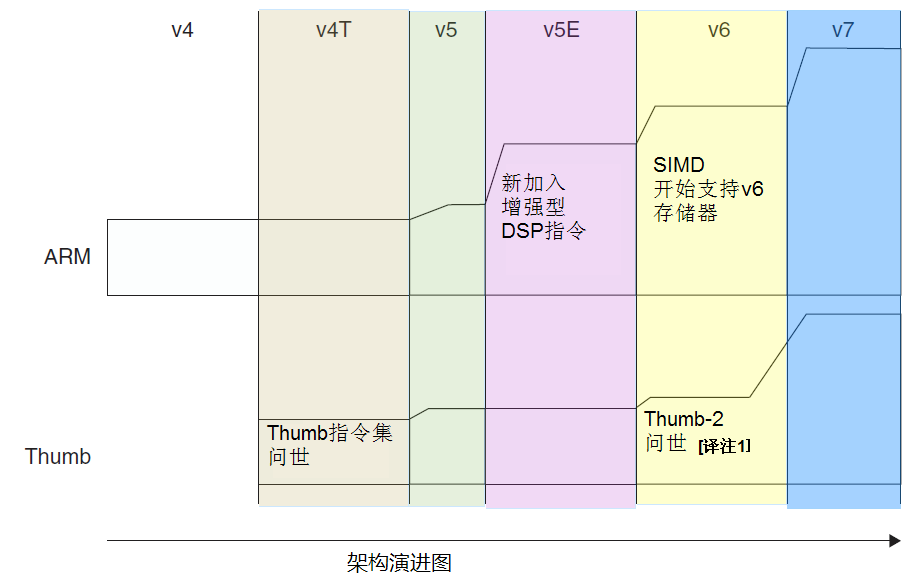 v4
v4T
v5
v5E
v6
v7
ARM
新加入
增强型
DSP指令
SIMD
开始支持v6
存储器
Thumb
Thumb指令集
问世
Thumb-2
问世 [译注1]
架构演进图